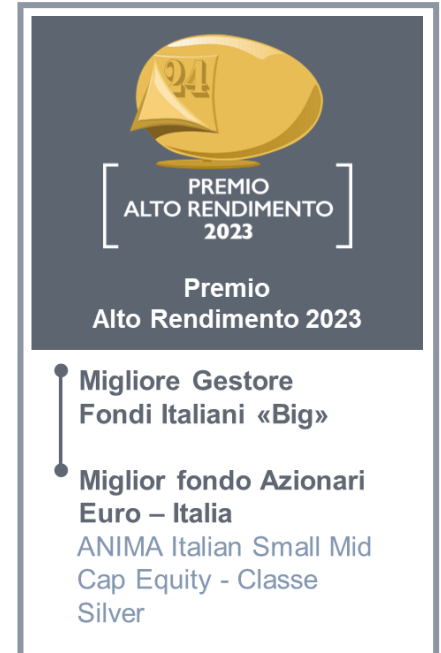 24
PREMIO
ALTO RENDIMENTO
2023
Premio
Alto Rendimento 2023
Migliore Gestore
Fondi Italiani «Big»
Miglior fondo Azionari
Euro – Italia
ANIMA Italian Small Mid
Cap Equity - Classe
Silver